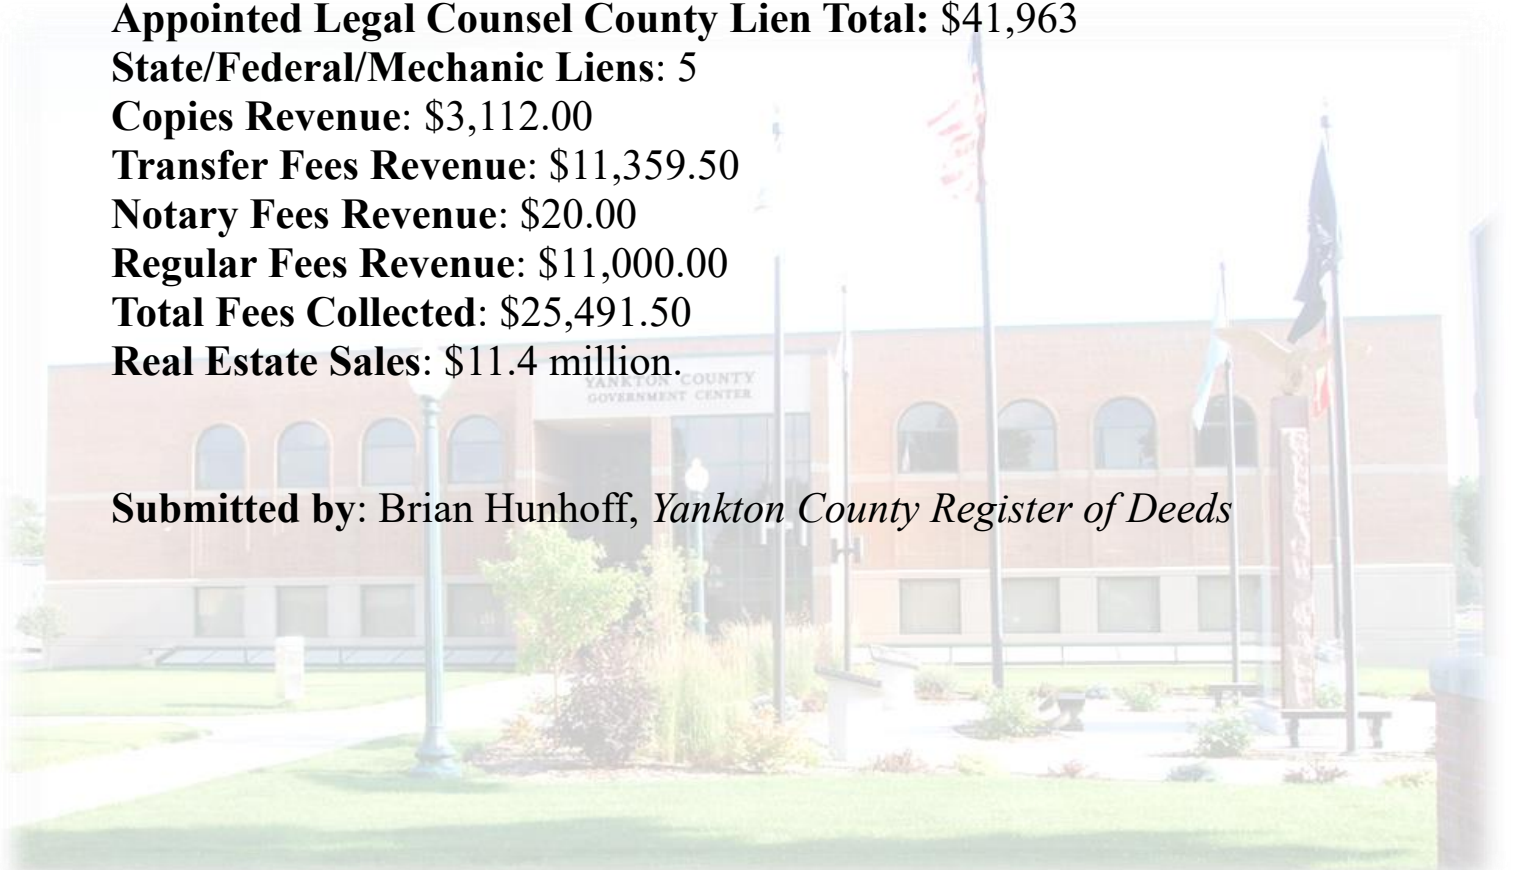 Appointed Legal Counsel County Lien Total: $41,963
State/Federal/Mechanic Liens: 5
Copies Revenue: $3,112.00
Transfer Fees Revenue: $11,359.50
Notary Fees Revenue: $20.00
Regular Fees Revenue: $11,000.00
Total Fees Collected: $25,491.50
Real Estate Sales: $11.4 million.
YANKTON COUNTY
GOVERNMENT CENTER
Submitted by: Brian Hunhoff, Yankton County Register of Deeds